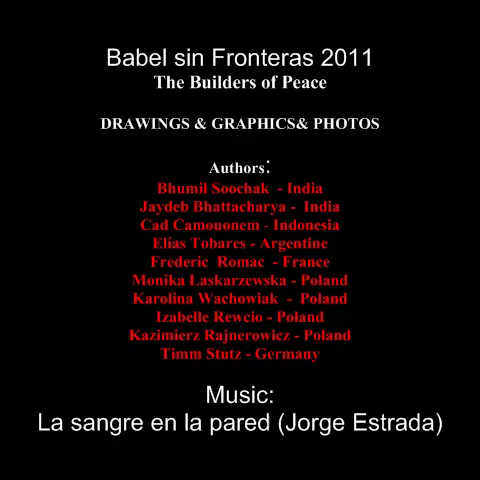 Babel sin Fronteras 2011
The Builders of Peace
DRAWINGS & GRAPHICS& PHOTOS
Authors:
Bhumil Soochak - India
Jaydeb Bhattacharya - India
Cad Camouonem - Indonesia
Elías Tobares - Argentine
Frederic Romac - France
Monika Laskarzewska - Poland
Karolina Wachowiak - Poland
Izabelle Rewcio - Poland
Kazimierz Rajnerowicz - Poland
Timm Stutz - Germany
Music:
La sangre en la pared (Jorge Estrada)